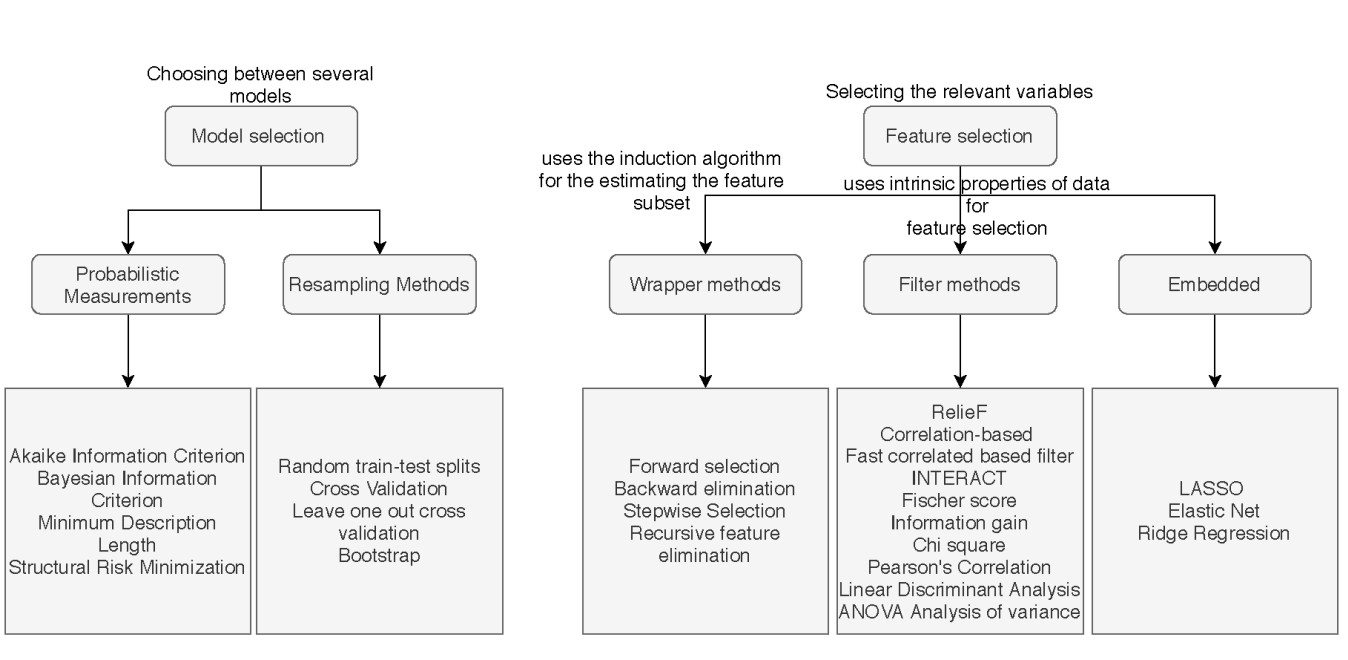 Choosing between several
models
Model selection
Probabilistic
Measurements
Resampling Methods
Akaike Information Criterion
Bayesian Information
Criterion
Minimum Description
Length
Structural Risk Minimization
Random train-test splits
Cross Validation
Leave one out cross
validation
Bootstrap
Selecting the relevant variables
Feature selection
uses the induction algorithm
for the estimating the feature
subset
uses intrinsic properties of data
for
feature selection
Wrapper methods
Filter methods
Embedded
Forward selection
Backward elimination
Stepwise Selection
Recursive feature
elimination
RelieF
Correlation-based
Fast correlated based filter
INTERACT
Fischer score
Information gain
Chi square
Pearson's Correlation
Linear Discriminant Analysis
ANOVA Analysis of variance
LASSO
Elastic Net
Ridge Regression